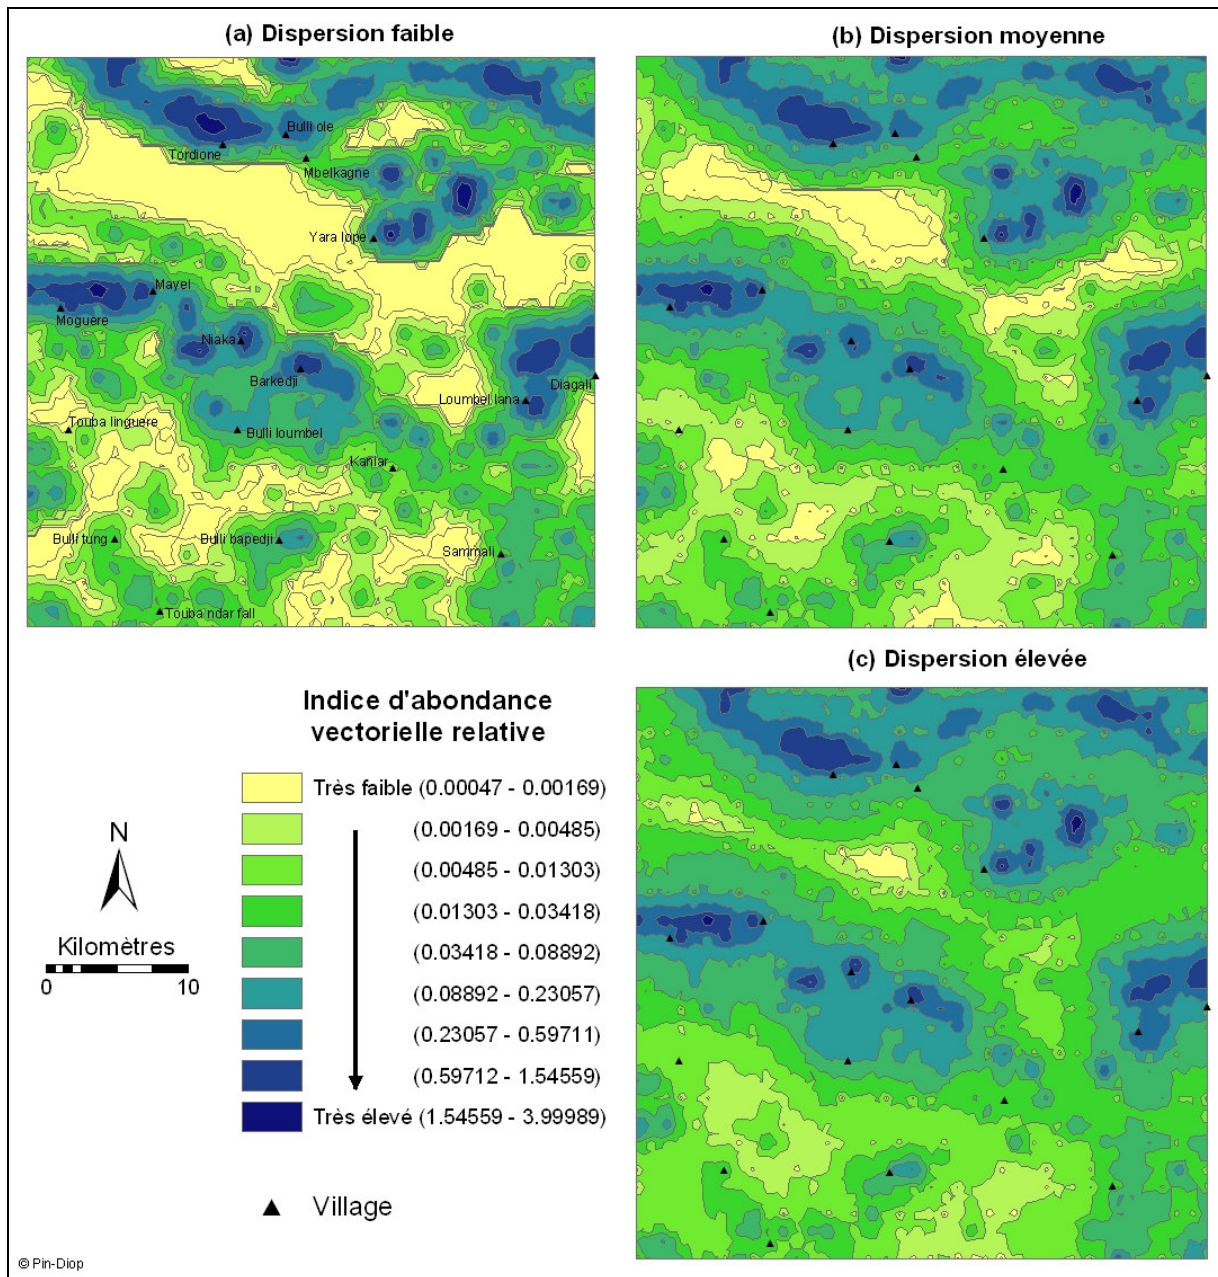 (a) Dispersion faible
(b) Dispersion moyenne
Bulli ole
Tordione
Mbelkagne
Yara lope
Mayel
Moguere
Niaka
Barkedji
Diagali
Loumbel lana
Touba linguere
Bulli loumbel
Kaniar
Bulli tung
Bulli bapedji
Sammali
Touba ndar fall
(c) Dispersion élevée
Indice d'abondance
vectorielle relative
Très faible (0.00047 - 0.00169)
(0.00169 - 0.00485)
(0.00485 - 0.01303)
(0.01303 - 0.03418)
(0.03418 - 0.08892)
(0.08892 - 0.23057)
(0.23057 - 0.59711)
(0.59712 - 1.54559)
Très élevé (1.54559 - 3.99989)
N
Kilomètres
0 10
Village
© Pin-Diop